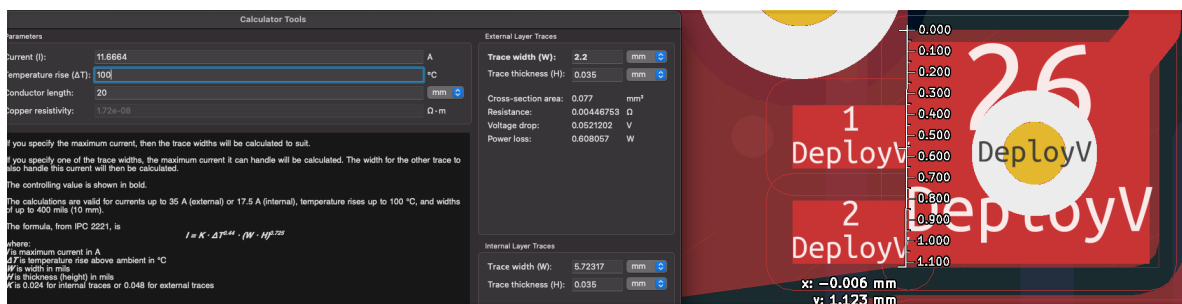 Calculator Tools
Parameters
Current (I):
11.6664
A
Temperature rise (ΔT):
100
°C
Conductor length:
20
mm
Copper resistivity:
1.72e-08
Ω-m
If you specify the maximum current, then the trace widths will be calculated to suit.
If you specify one of the trace widths, the maximum current it can handle will be calculated. The width for the other trace to
also handle this current will then be calculated.
The controlling value is shown in bold.
The calculations are valid for currents up to 35 A (external) or 17.5 A (internal), temperature rises up to 100 °C, and widths
of up to 400 mils (10 mm).
The formula, from IPC 2221, is
I = K · ΔT^0.44 · (W · H)^0.725
where:
I is maximum current in A
ΔT is temperature rise above ambient in °C
W is width in mils
H is thickness (height) in mils
K is 0.024 for internal traces or 0.048 for external traces
External Layer Traces
Trace width (W):
2.2
mm
Trace thickness (H):
0.035
mm
Cross-section area:
0.077
mm²
Resistance:
0.00446753
Ω
Voltage drop:
0.0521202
V
Power loss:
0.608057
W
Internal Layer Traces
Trace width (W):
5.72317
mm
Trace thickness (H):
0.035
mm
1
DeployV
2
DeployV
26
DeployV
DeployV
0.000
0.100
0.200
0.300
0.400
0.500
0.600
0.700
0.800
0.900
1.000
1.100
x: −0.006 mm
y: 1.123 mm